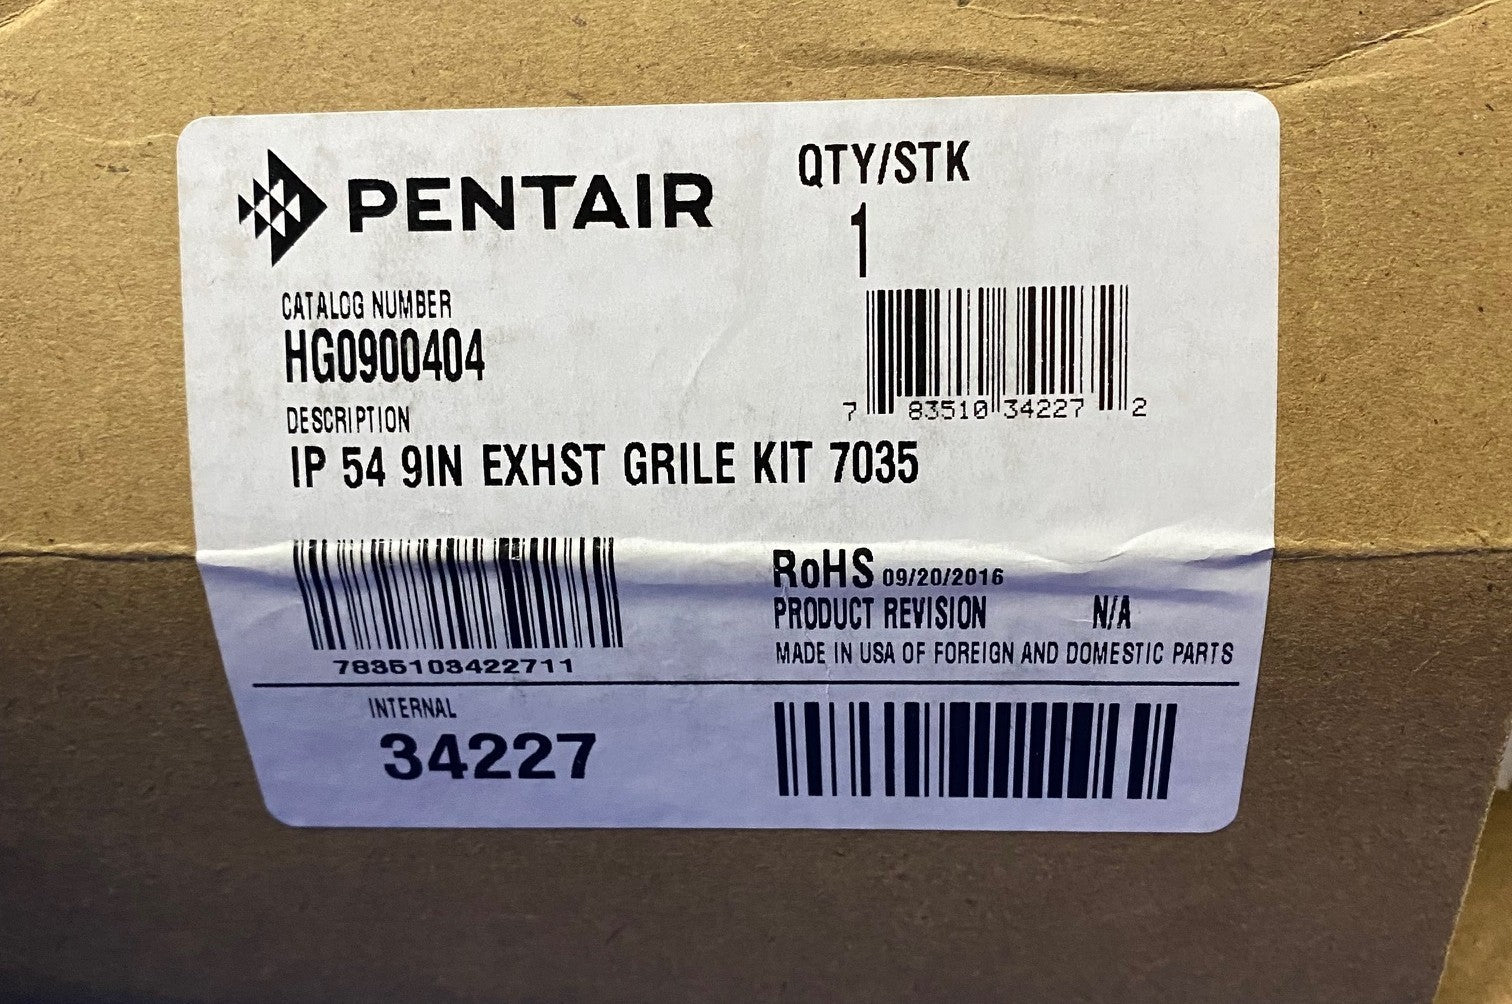 PENTAIR
QTY/STK
1
CATALOG NUMBER
HG0900404
7 83510 34227 2
DESCRIPTION
IP 54 9IN EXHST GRILE KIT 7035
7835103422711
RoHS 09/20/2016
PRODUCT REVISION N/A
MADE IN USA OF FOREIGN AND DOMESTIC PARTS
INTERNAL
34227